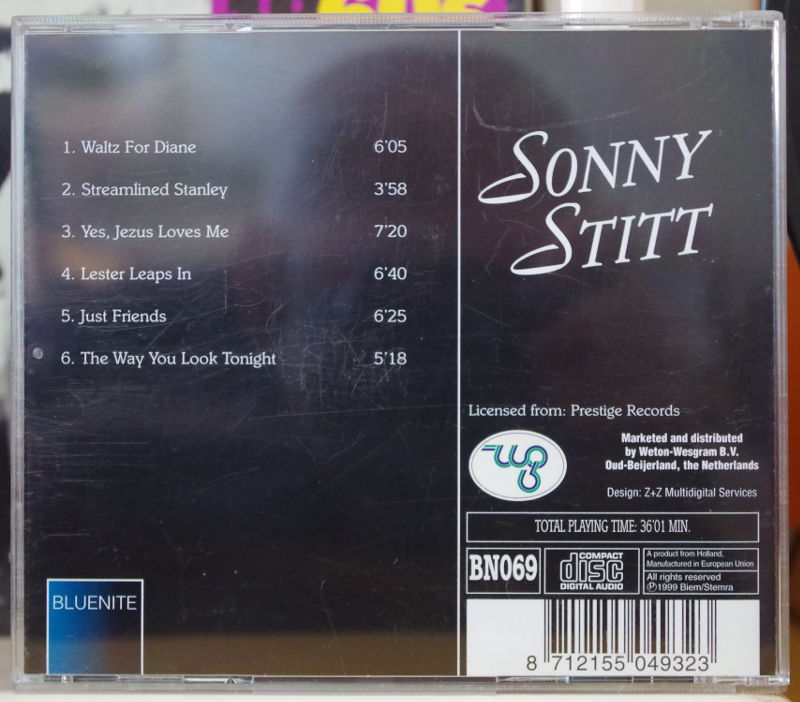 1. Waltz For Diane 6'05
2. Streamlined Stanley 3'58
3. Yes, Jezus Loves Me 7'20
4. Lester Leaps In 6'40
5. Just Friends 6'25
6. The Way You Look Tonight 5'18
BLUENITE
SONNY
STITT
Licensed from: Prestige Records
Marketed and distributed
by Weton-Wesgram B.V.
Oud-Beijerland, the Netherlands
Design: Z+Z Multidigital Services
TOTAL PLAYING TIME: 36'01 MIN.
BN069
COMPACT
disc
DIGITAL AUDIO
A product from Holland,
Manufactured in European Union
All rights reserved
℗1999 Biem/Stemra
8 712155 049323